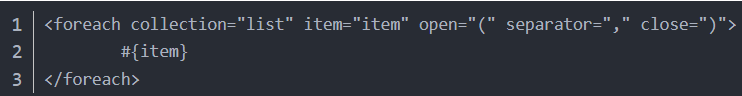 1 <foreach collection="list" item="item" open="(" separator="," close=")">
2 #{item}
3 </foreach>